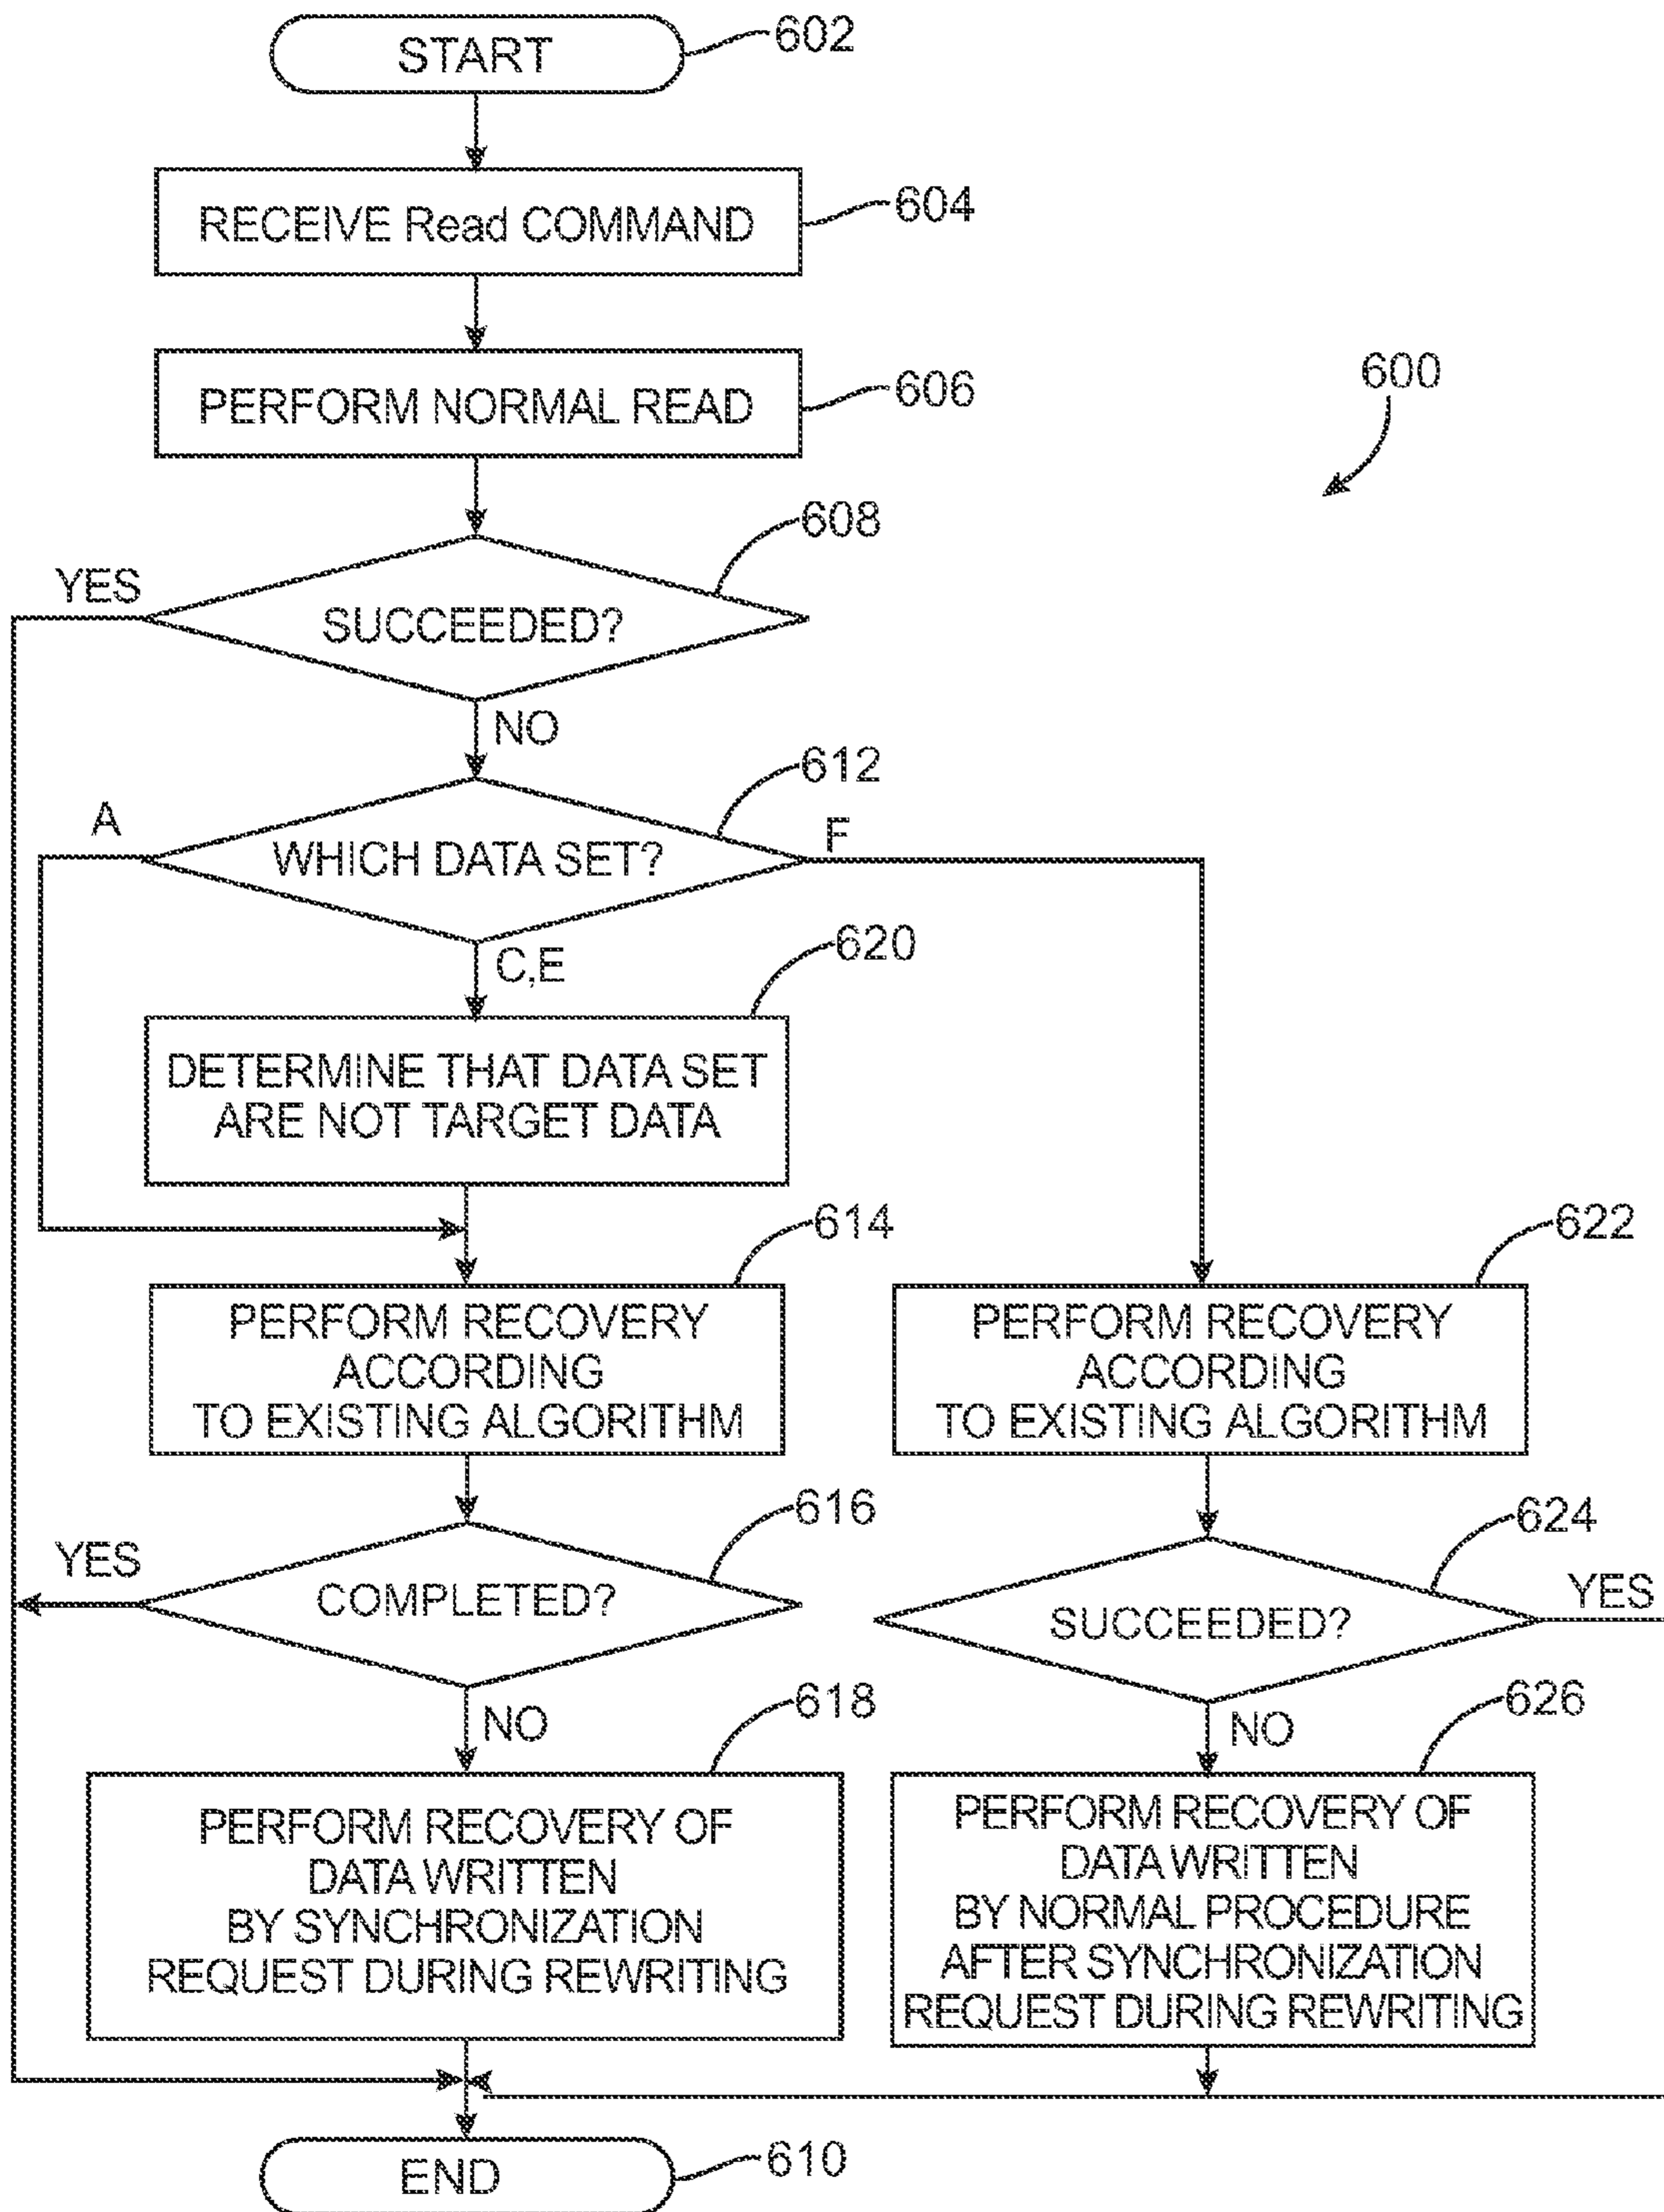 START
602
RECEIVE Read COMMAND
604
PERFORM NORMAL READ
606
600
608
YES
SUCCEEDED?
NO
612
A
WHICH DATA SET?
F
C,E
620
DETERMINE THAT DATA SET
ARE NOT TARGET DATA
614
622
PERFORM RECOVERY
ACCORDING
TO EXISTING ALGORITHM
PERFORM RECOVERY
ACCORDING
TO EXISTING ALGORITHM
616
624
YES
COMPLETED?
SUCCEEDED?
YES
NO
618
NO
626
PERFORM RECOVERY OF
DATA WRITTEN
BY SYNCHRONIZATION
REQUEST DURING REWRITING
PERFORM RECOVERY OF
DATA WRITTEN
BY NORMAL PROCEDURE
AFTER SYNCHRONIZATION
REQUEST DURING REWRITING
END
610